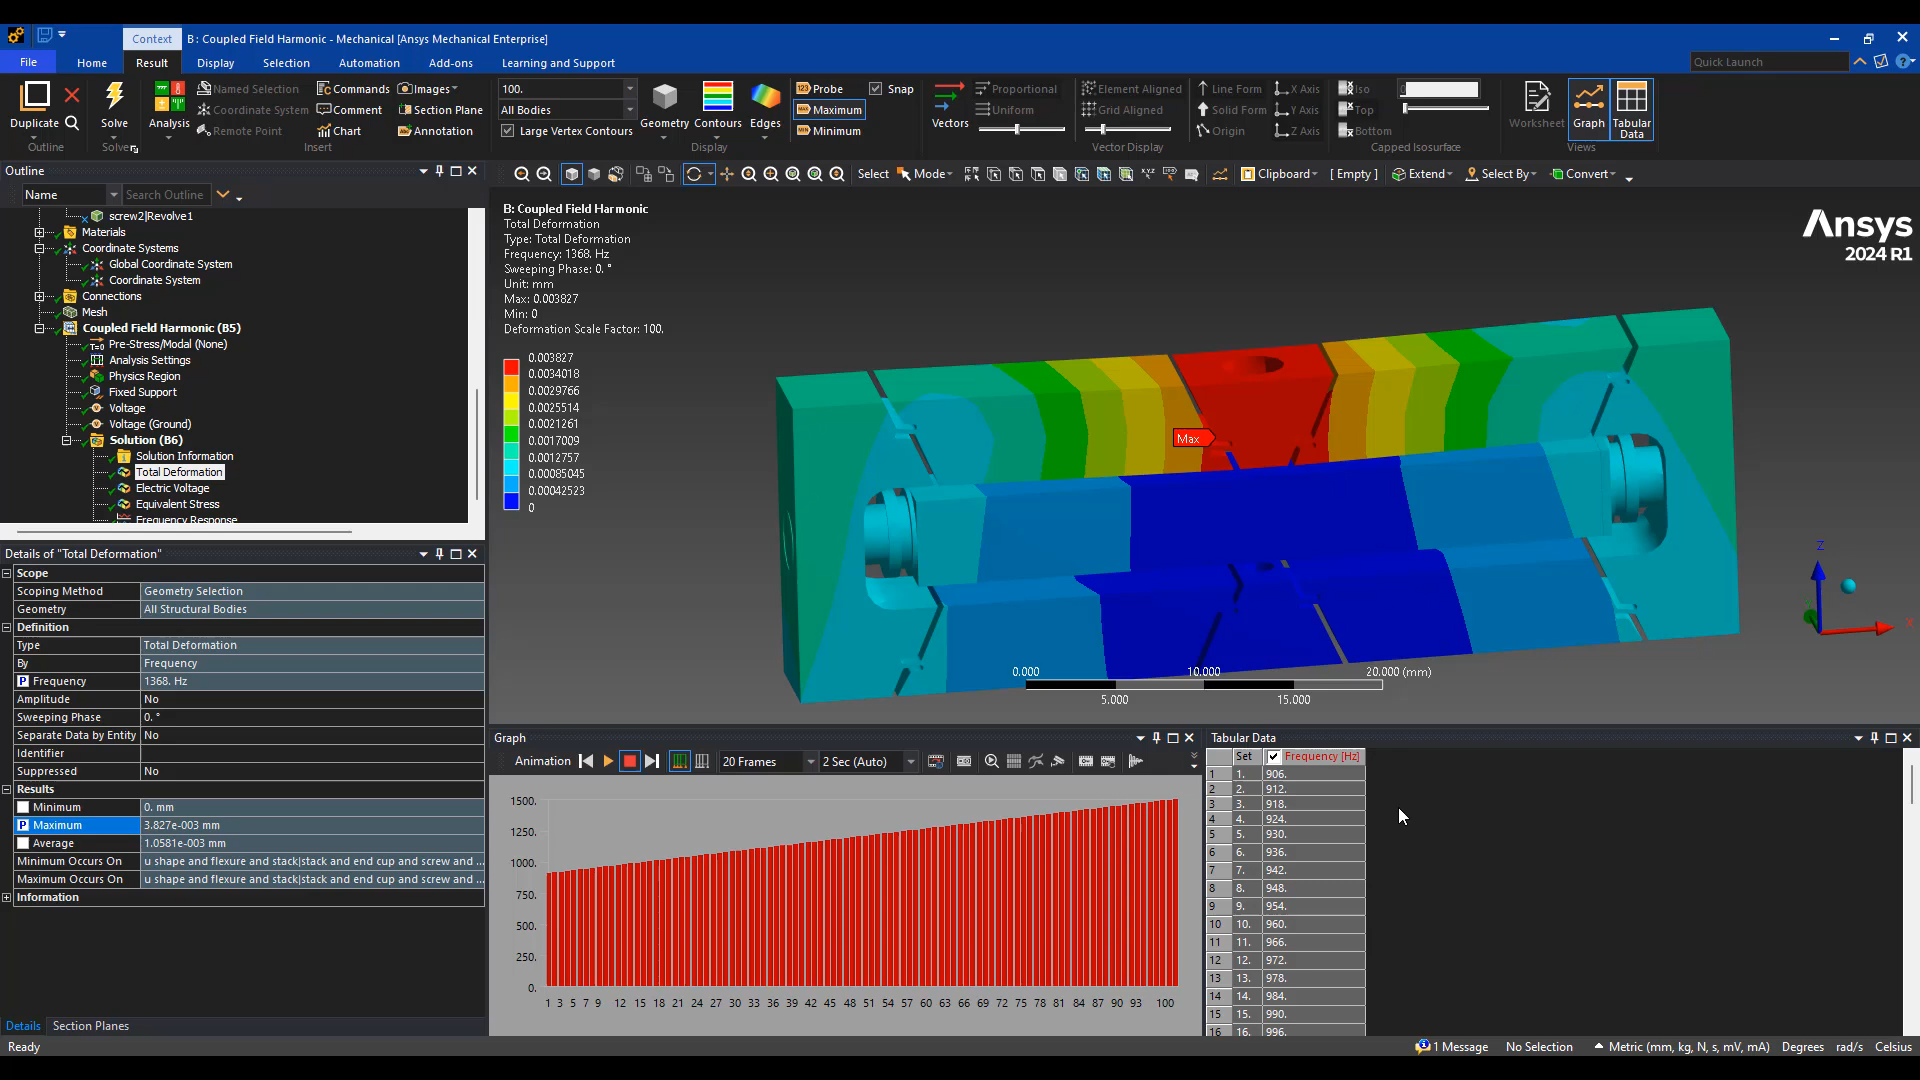 Context
B : Coupled Field Harmonic - Mechanical [Ansys Mechanical Enterprise]
File
Home
Result
Display
Selection
Automation
Add-ons
Learning and Support
Quick Launch
Duplicate
Outline
Solve
Solve
Analysis
Named Selection
Coordinate System
Remote Point
Commands
Comment
Chart
Images
Section Plane
Annotation
Insert
100.
All Bodies
Large Vertex Contours
Geometry
Contours
Edges
Probe
Maximum
Minimum
Snap
Display
Vectors
Proportional
Uniform
Element Aligned
Grid Aligned
Line Form
Solid Form
Origin
X Axis
Y Axis
Z Axis
Vector Display
Iso
Top
Bottom
0
Capped Isosurface
Worksheet
Graph
Tabular Data
Views
Outline
Name
Search Outline
screw2|Revolve1
Materials
Coordinate Systems
Global Coordinate System
Coordinate System
Connections
Mesh
Coupled Field Harmonic (B5)
Pre-Stress/Modal (None)
Analysis Settings
Physics Region
Fixed Support
Voltage
Voltage (Ground)
Solution (B6)
Solution Information
Total Deformation
Electric Voltage
Equivalent Stress
Frequency Response
Select
Mode
Clipboard
[ Empty ]
Extend
Select By
Convert
B: Coupled Field Harmonic
Total Deformation
Type: Total Deformation
Frequency: 1368. Hz
Sweeping Phase: 0. °
Unit: mm
Max: 0.003827
Min: 0
Deformation Scale Factor: 100.
0.003827
0.0034018
0.0029766
0.0025514
0.0021261
0.0017009
0.0012757
0.00085045
0.00042523
0
Max
Ansys
2024 R1
Z
X
0.000
10.000
20.000 (mm)
5.000
15.000
Details of "Total Deformation"
Scope
Scoping Method Geometry Selection
Geometry All Structural Bodies
Definition
Type Total Deformation
By Frequency
P Frequency 1368. Hz
Amplitude No
Sweeping Phase 0. °
Separate Data by Entity No
Identifier
Suppressed No
Results
Minimum 0. mm
P Maximum 3.827e-003 mm
Average 1.0581e-003 mm
Minimum Occurs On u shape and flexure and stack|stack and end cup and screw and ...
Maximum Occurs On u shape and flexure and stack|stack and end cup and screw and ...
Information
Details
Section Planes
Graph
Animation
20 Frames
2 Sec (Auto)
1500.
1250.
1000.
750.
500.
250.
0.
1 3 5 7 9 12 15 18 21 24 27 30 33 36 39 42 45 48 51 54 57 60 63 66 69 72 75 78 81 84 87 90 93 100
Tabular Data
Set Frequency [Hz]
1 1. 906.
2 2. 912.
3 3. 918.
4 4. 924.
5 5. 930.
6 6. 936.
7 7. 942.
8 8. 948.
9 9. 954.
10 10. 960.
11 11. 966.
12 12. 972.
13 13. 978.
14 14. 984.
15 15. 990.
16 16. 996.
Ready
1 Message
No Selection
Metric (mm, kg, N, s, mV, mA)
Degrees
rad/s
Celsius